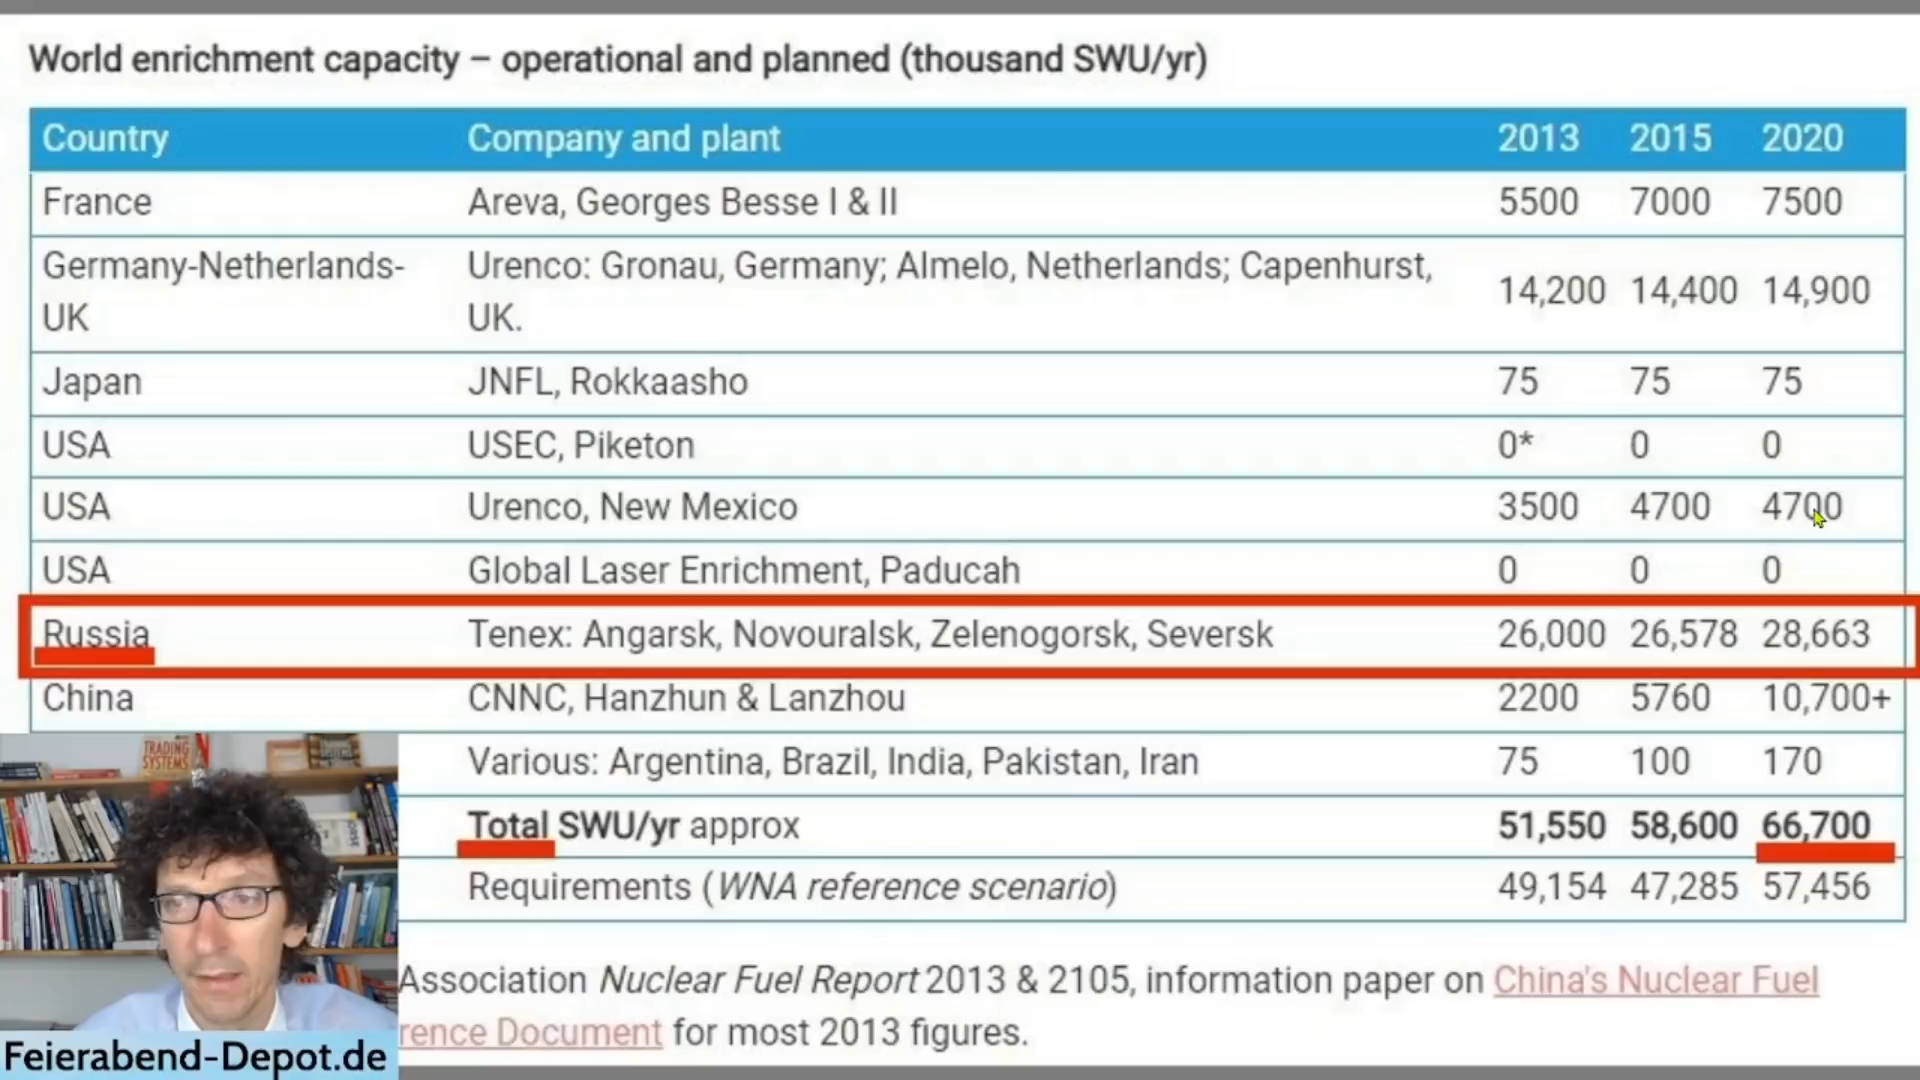 World enrichment capacity – operational and planned (thousand SWU/yr)
Country Company and plant 2013 2015 2020
France Areva, Georges Besse I & II 5500 7000 7500
Germany-Netherlands- Urenco: Gronau, Germany; Almelo, Netherlands; Capenhurst, 14,200 14,400 14,900
UK UK.
Japan JNFL, Rokkaasho 75 75 75
USA USEC, Piketon 0* 0 0
USA Urenco, New Mexico 3500 4700 4700
USA Global Laser Enrichment, Paducah 0 0 0
Russia Tenex: Angarsk, Novouralsk, Zelenogorsk, Seversk 26,000 26,578 28,663
China CNNC, Hanzhun & Lanzhou 2200 5760 10,700+
Various: Argentina, Brazil, India, Pakistan, Iran 75 100 170
Total SWU/yr approx 51,550 58,600 66,700
Requirements (WNA reference scenario) 49,154 47,285 57,456
Association Nuclear Fuel Report 2013 & 2105, information paper on China's Nuclear Fuel
rence Document for most 2013 figures.
TRADING
SYSTEMS
Feierabend-Depot.de